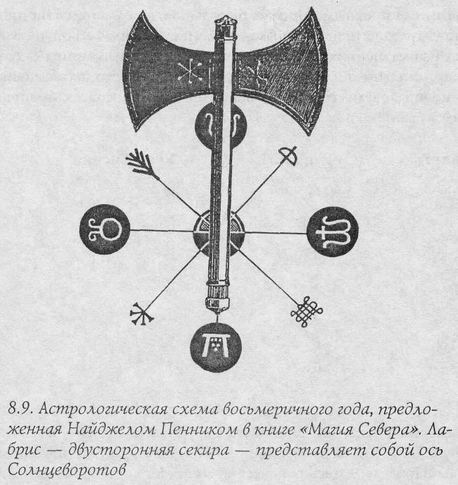 8.9. Астрологическая схема восьмеричного года, предло-
женная Найджелом Пенником в книге «Магия Севера». Ла-
брис — двусторонняя секира — представляет собой ось
Солнцеворотов